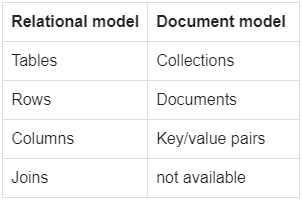 Relational model Document model
Tables Collections
Rows Documents
Columns Key/value pairs
Joins not available